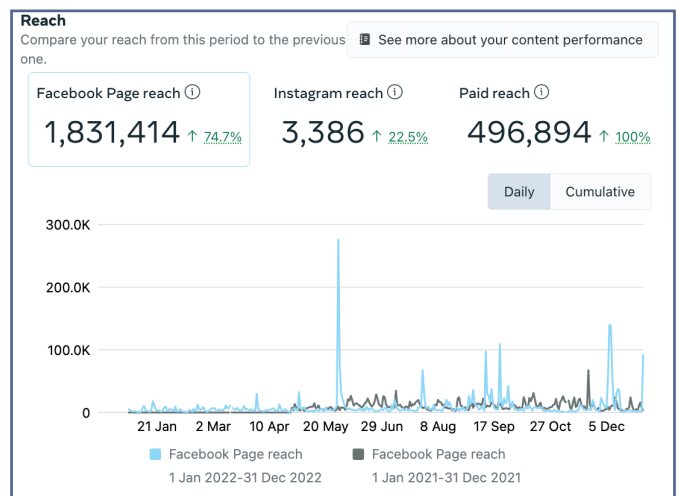 Reach
Compare your reach from this period to the previous
one.
See more about your content performance
Facebook Page reach
1,831,414 ↑ 74.7%
Instagram reach
3,386 ↑ 22.5%
Paid reach
496,894 ↑ 100%
Daily Cumulative
300.0K
200.0K
100.0K
0
21 Jan 2 Mar 10 Apr 20 May 29 Jun 8 Aug 17 Sep 27 Oct 5 Dec
Facebook Page reach
1 Jan 2022-31 Dec 2022
Facebook Page reach
1 Jan 2021-31 Dec 2021